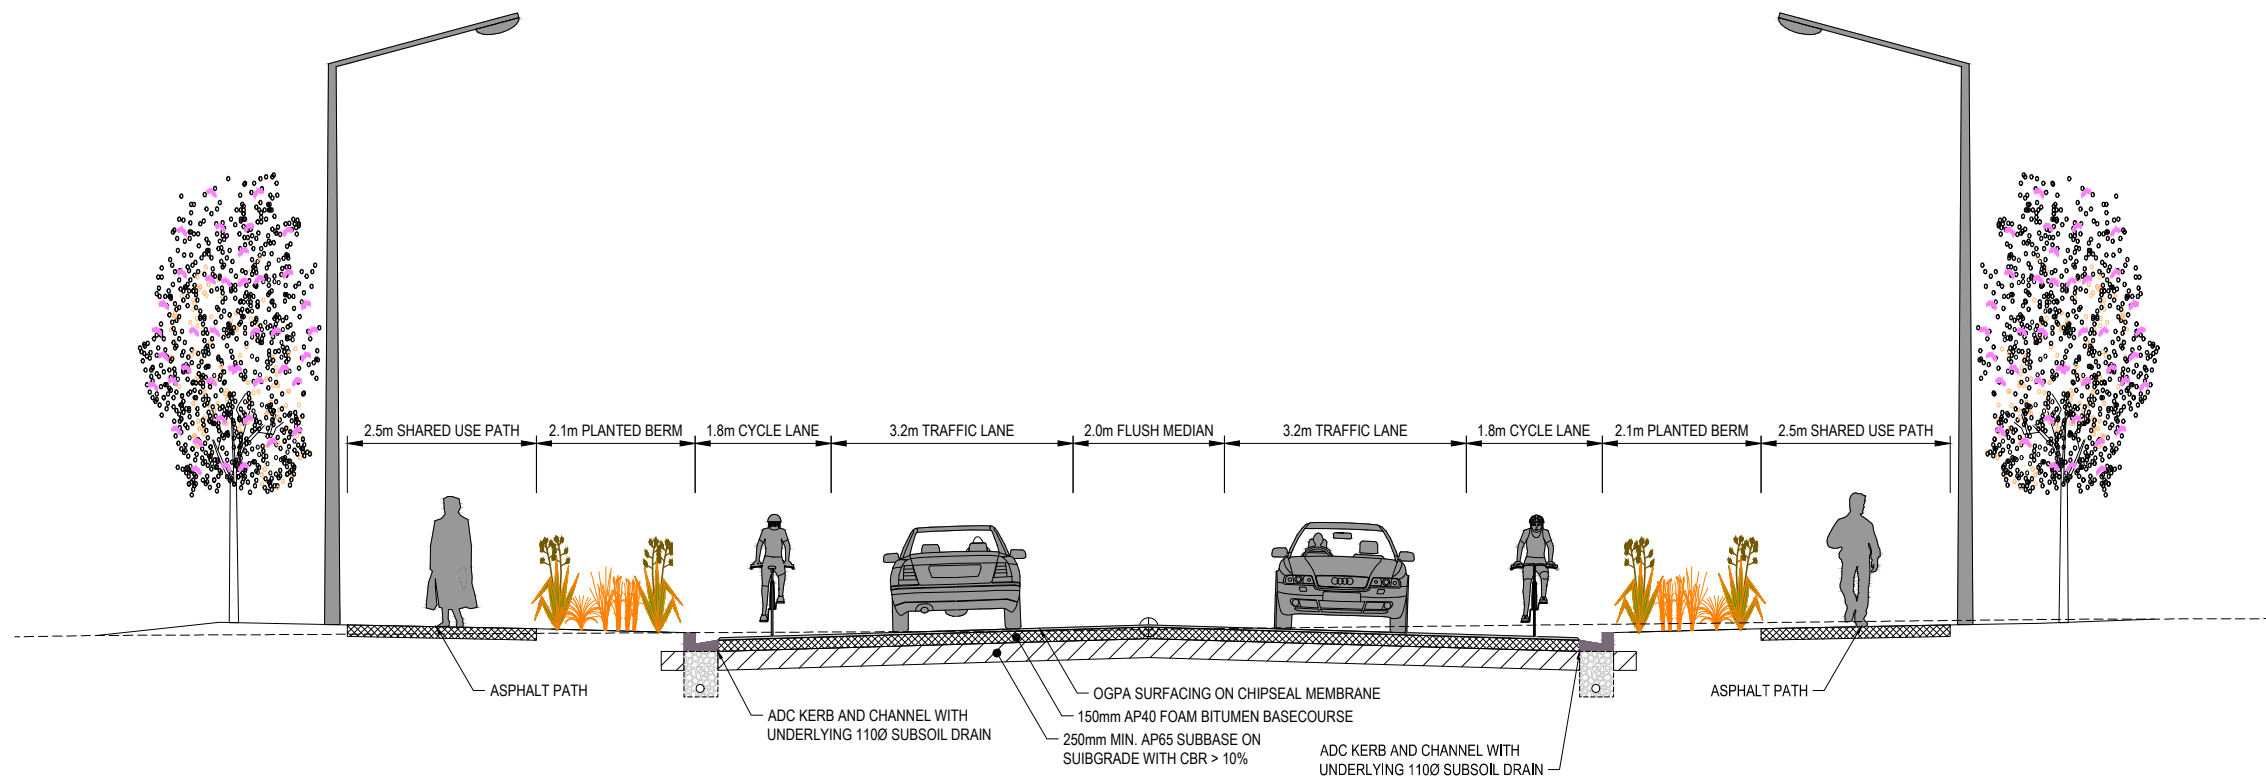 2.5m SHARED USE PATH
2.1m PLANTED BERM
1.8m CYCLE LANE
3.2m TRAFFIC LANE
2.0m FLUSH MEDIAN
3.2m TRAFFIC LANE
1.8m CYCLE LANE
2.1m PLANTED BERM
2.5m SHARED USE PATH
ASPHALT PATH
ADC KERB AND CHANNEL WITH
UNDERLYING 110Ø SUBSOIL DRAIN
OGPA SURFACING ON CHIPSEAL MEMBRANE
150mm AP40 FOAM BITUMEN BASECOURSE
250mm MIN. AP65 SUBBASE ON
SUIBGRADE WITH CBR > 10%
ADC KERB AND CHANNEL WITH
UNDERLYING 110Ø SUBSOIL DRAIN
ASPHALT PATH